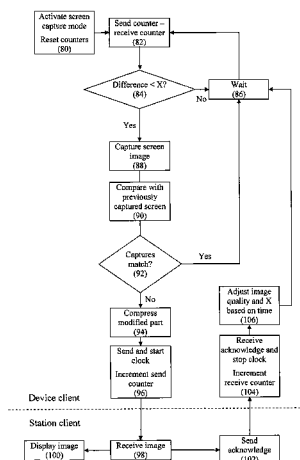 Activate screen
capture mode
Reset counters
(80)
Send counter –
receive counter
(82)
Difference < X?
(84)
No
Wait
(86)
Yes
Capture screen
image
(88)
Compare with
previously
captured screen
(90)
Captures
match?
(92)
Yes
No
Compress
modified part
(94)
Adjust image
quality and X
based on time
(106)
Send and start
clock
Increment send
counter
(96)
Receive
acknowledge and
stop clock
Increment
receive counter
(104)
Device client
Station client
Display image
(100)
Receive image
(98)
Send
acknowledge
(102)